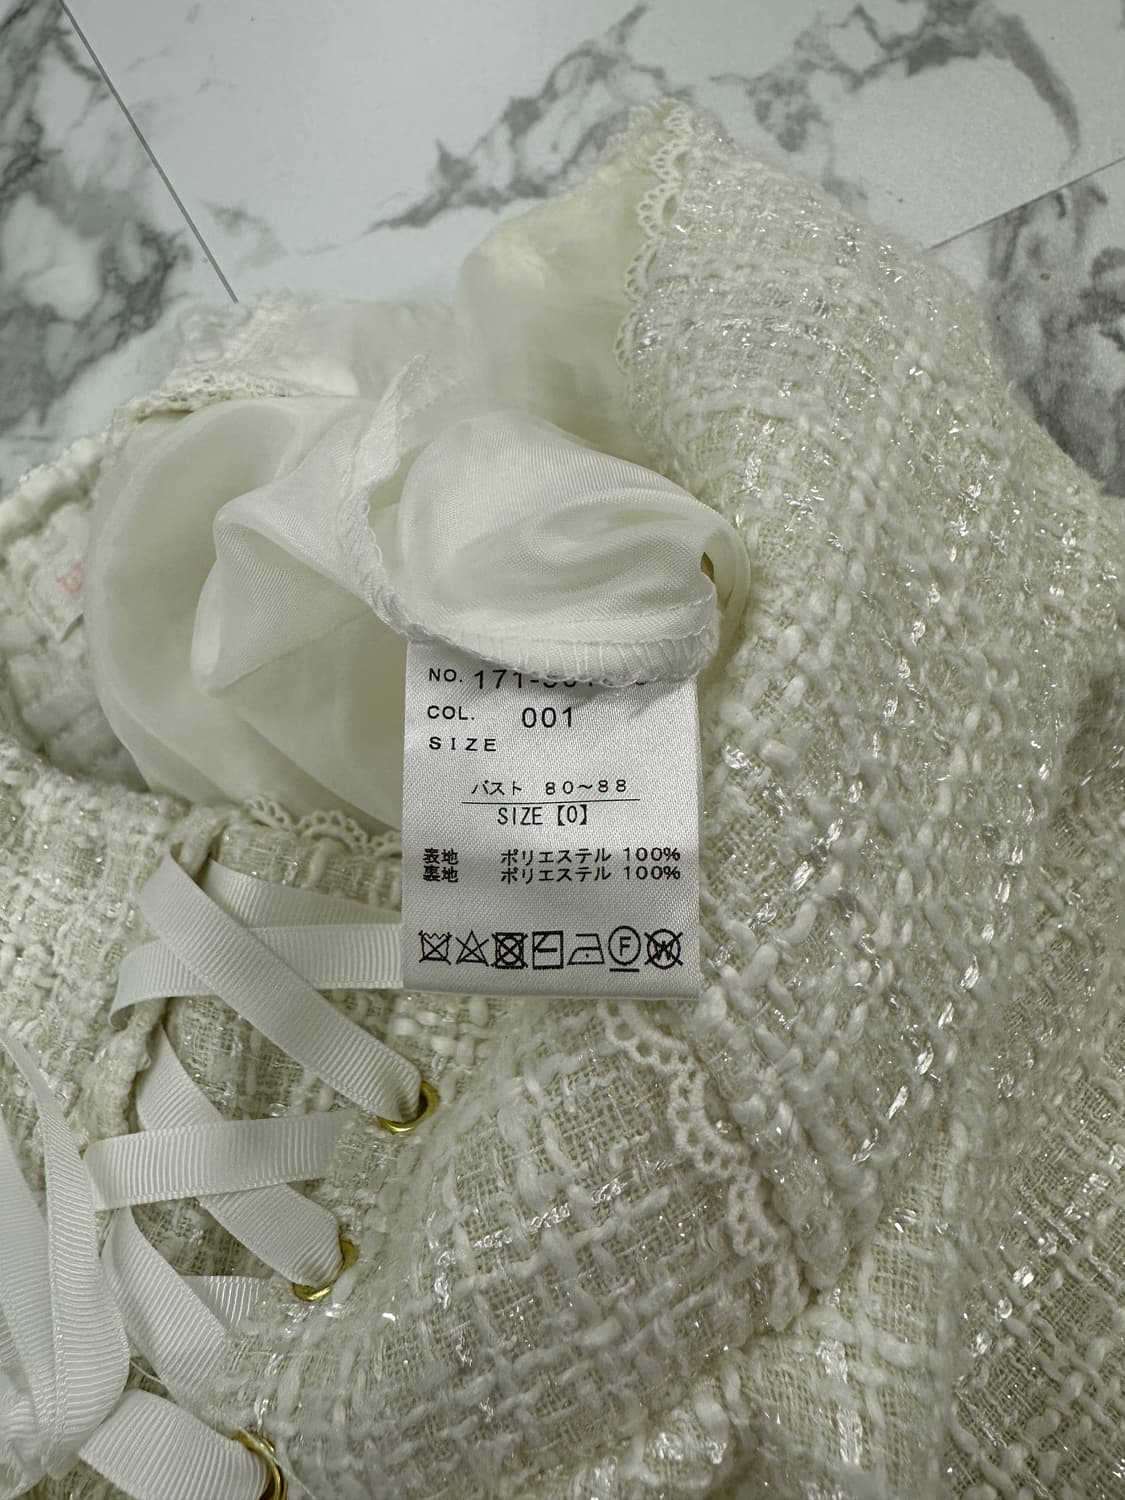 NO.
COL. 001
SIZE
バスト 80～88
SIZE【0】
表地 ポリエステル 100%
裏地 ポリエステル 100%
F
W